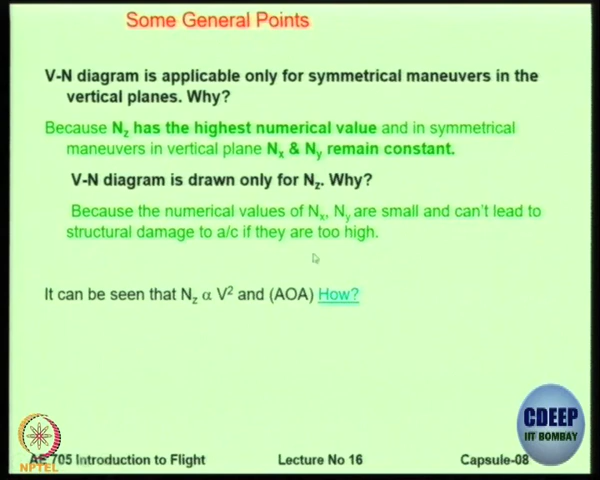 Some General Points
V-N diagram is applicable only for symmetrical maneuvers in the
vertical planes. Why?
Because Nz has the highest numerical value and in symmetrical
maneuvers in vertical plane Nx & Ny remain constant.
V-N diagram is drawn only for Nz. Why?
Because the numerical values of Nx, Ny are small and can't lead to
structural damage to a/c if they are too high.
It can be seen that Nz α V² and (AOA) How?
CDEEP
IIT BOMBAY
NPTEL
AE 705 Introduction to Flight Lecture No 16 Capsule-08